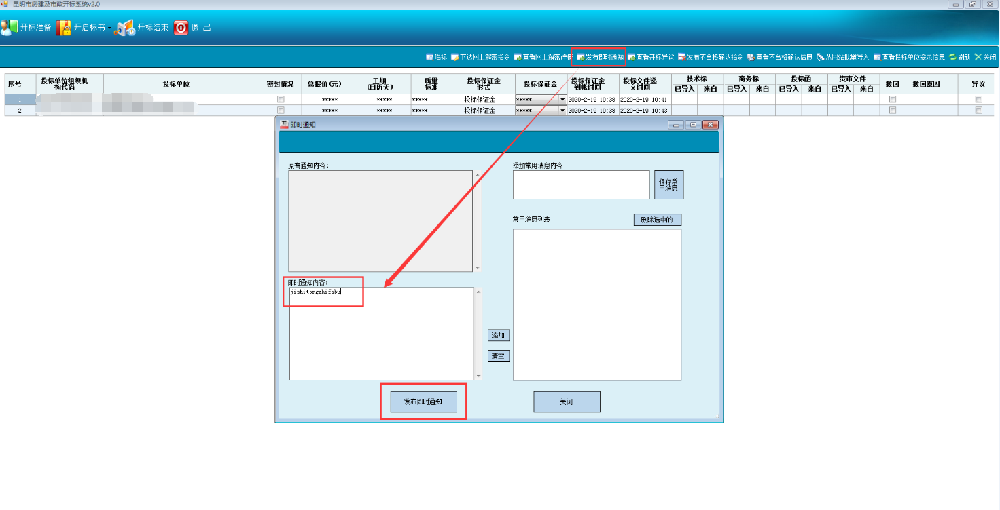 昆明市房建及市政开标系统v2.0
开标准备 开启标书 开标结束 退 出
唱标 下达网上解密指令 查看网上解密详情 发布即时通知 查看开标异议 发布不合格确认指令 查看不合格确认信息 从网站批量导入 查看投标单位登录信息 刷新 关闭
序号 投标单位组织机构代码 投标单位 密封情况 总报价(元) 工期(日历天) 质量标准 投标保证金形式 投标保证金 投标保证金到帐时间 投标文件递交时间 技术标 商务标 投标函 资审文件 撤回 撤回原因 异议
已导入 来自 已导入 来自 已导入 来自 已导入 来自
1 ***** ***** ***** 投标保证金 ***** 2020-2-19 10:38 2020-2-19 10:41
2 ***** ***** ***** 投标保证金 ***** 2020-2-19 10:38 2020-2-19 10:43
开 即时通知
原有通知内容:
添加常用消息内容
保存常
用消息
常用消息列表
删除选中的
即时通知内容:
jishitongzhifabu
添加
清空
发布即时通知
关闭